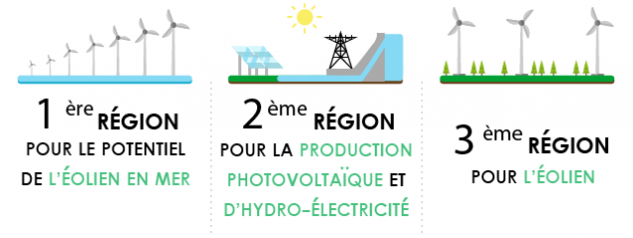 1 ère RÉGION
POUR LE POTENTIEL
DE L'ÉOLIEN EN MER
2 ème RÉGION
POUR LA PRODUCTION
PHOTOVOLTAÏQUE ET
D'HYDRO-ÉLECTRICITÉ
3 ème RÉGION
POUR L'ÉOLIEN